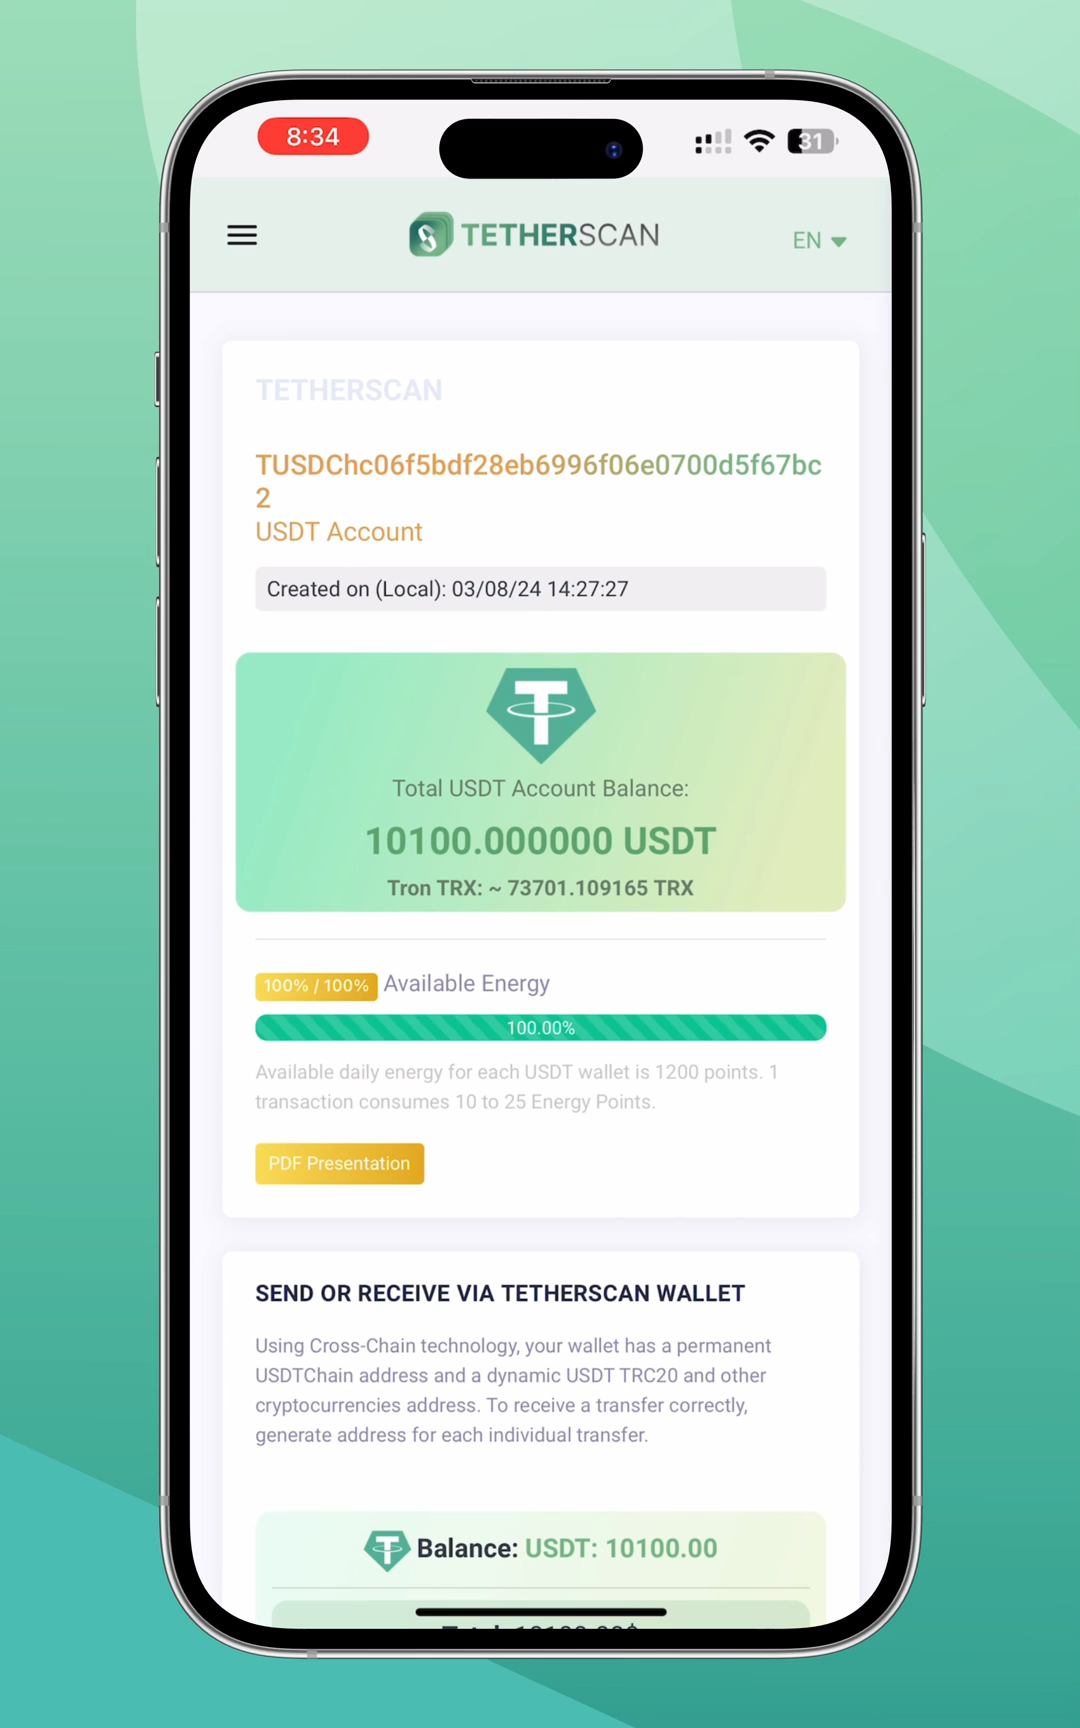 8:34
31
TETHERSCAN
EN
TETHERSCAN
TUSDChc06f5bdf28eb6996f06e0700d5f67bc
2
USDT Account
Created on (Local): 03/08/24 14:27:27
Total USDT Account Balance:
10100.000000 USDT
Tron TRX: ~ 73701.109165 TRX
100% / 100% Available Energy
100.00%
Available daily energy for each USDT wallet is 1200 points. 1
transaction consumes 10 to 25 Energy Points.
PDF Presentation
SEND OR RECEIVE VIA TETHERSCAN WALLET
Using Cross-Chain technology, your wallet has a permanent
USDTChain address and a dynamic USDT TRC20 and other
cryptocurrencies address. To receive a transfer correctly,
generate address for each individual transfer.
Balance: USDT: 10100.00